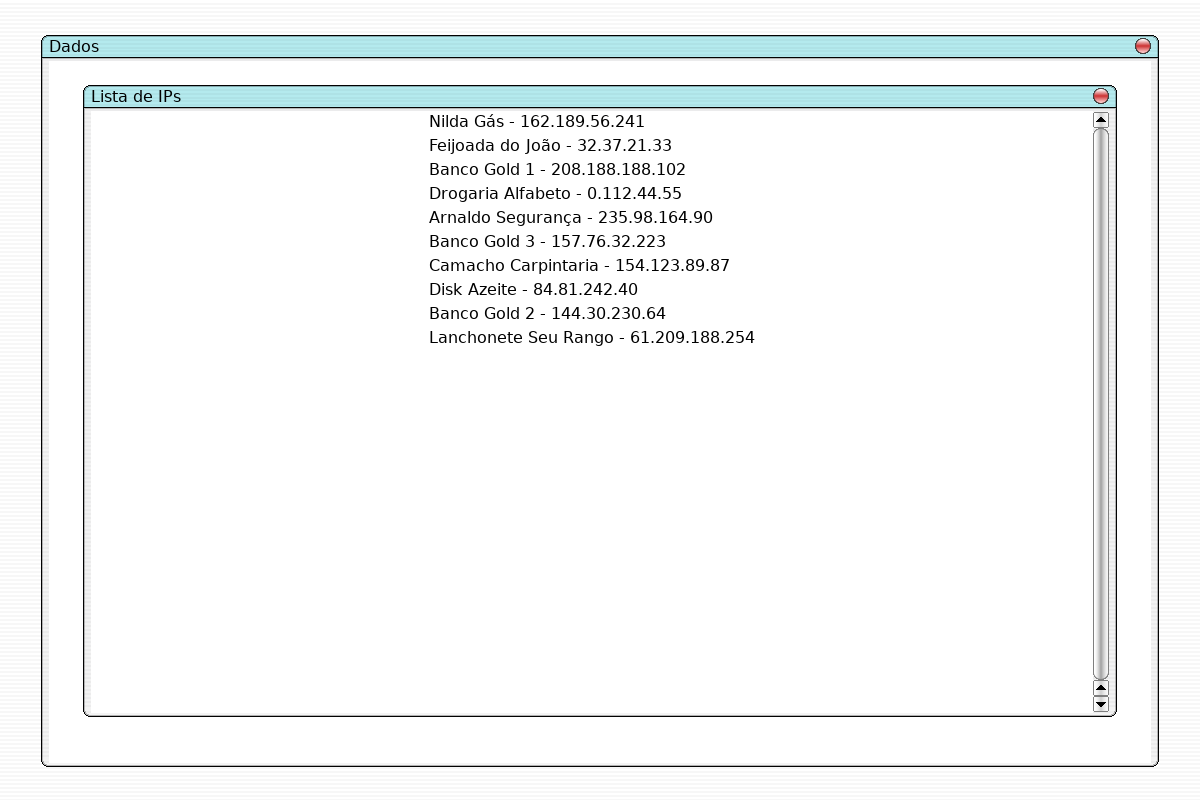 Dados
Lista de IPs
Nilda Gás - 162.189.56.241
Feijoada do João - 32.37.21.33
Banco Gold 1 - 208.188.188.102
Drogaria Alfabeto - 0.112.44.55
Arnaldo Segurança - 235.98.164.90
Banco Gold 3 - 157.76.32.223
Camacho Carpintaria - 154.123.89.87
Disk Azeite - 84.81.242.40
Banco Gold 2 - 144.30.230.64
Lanchonete Seu Rango - 61.209.188.254